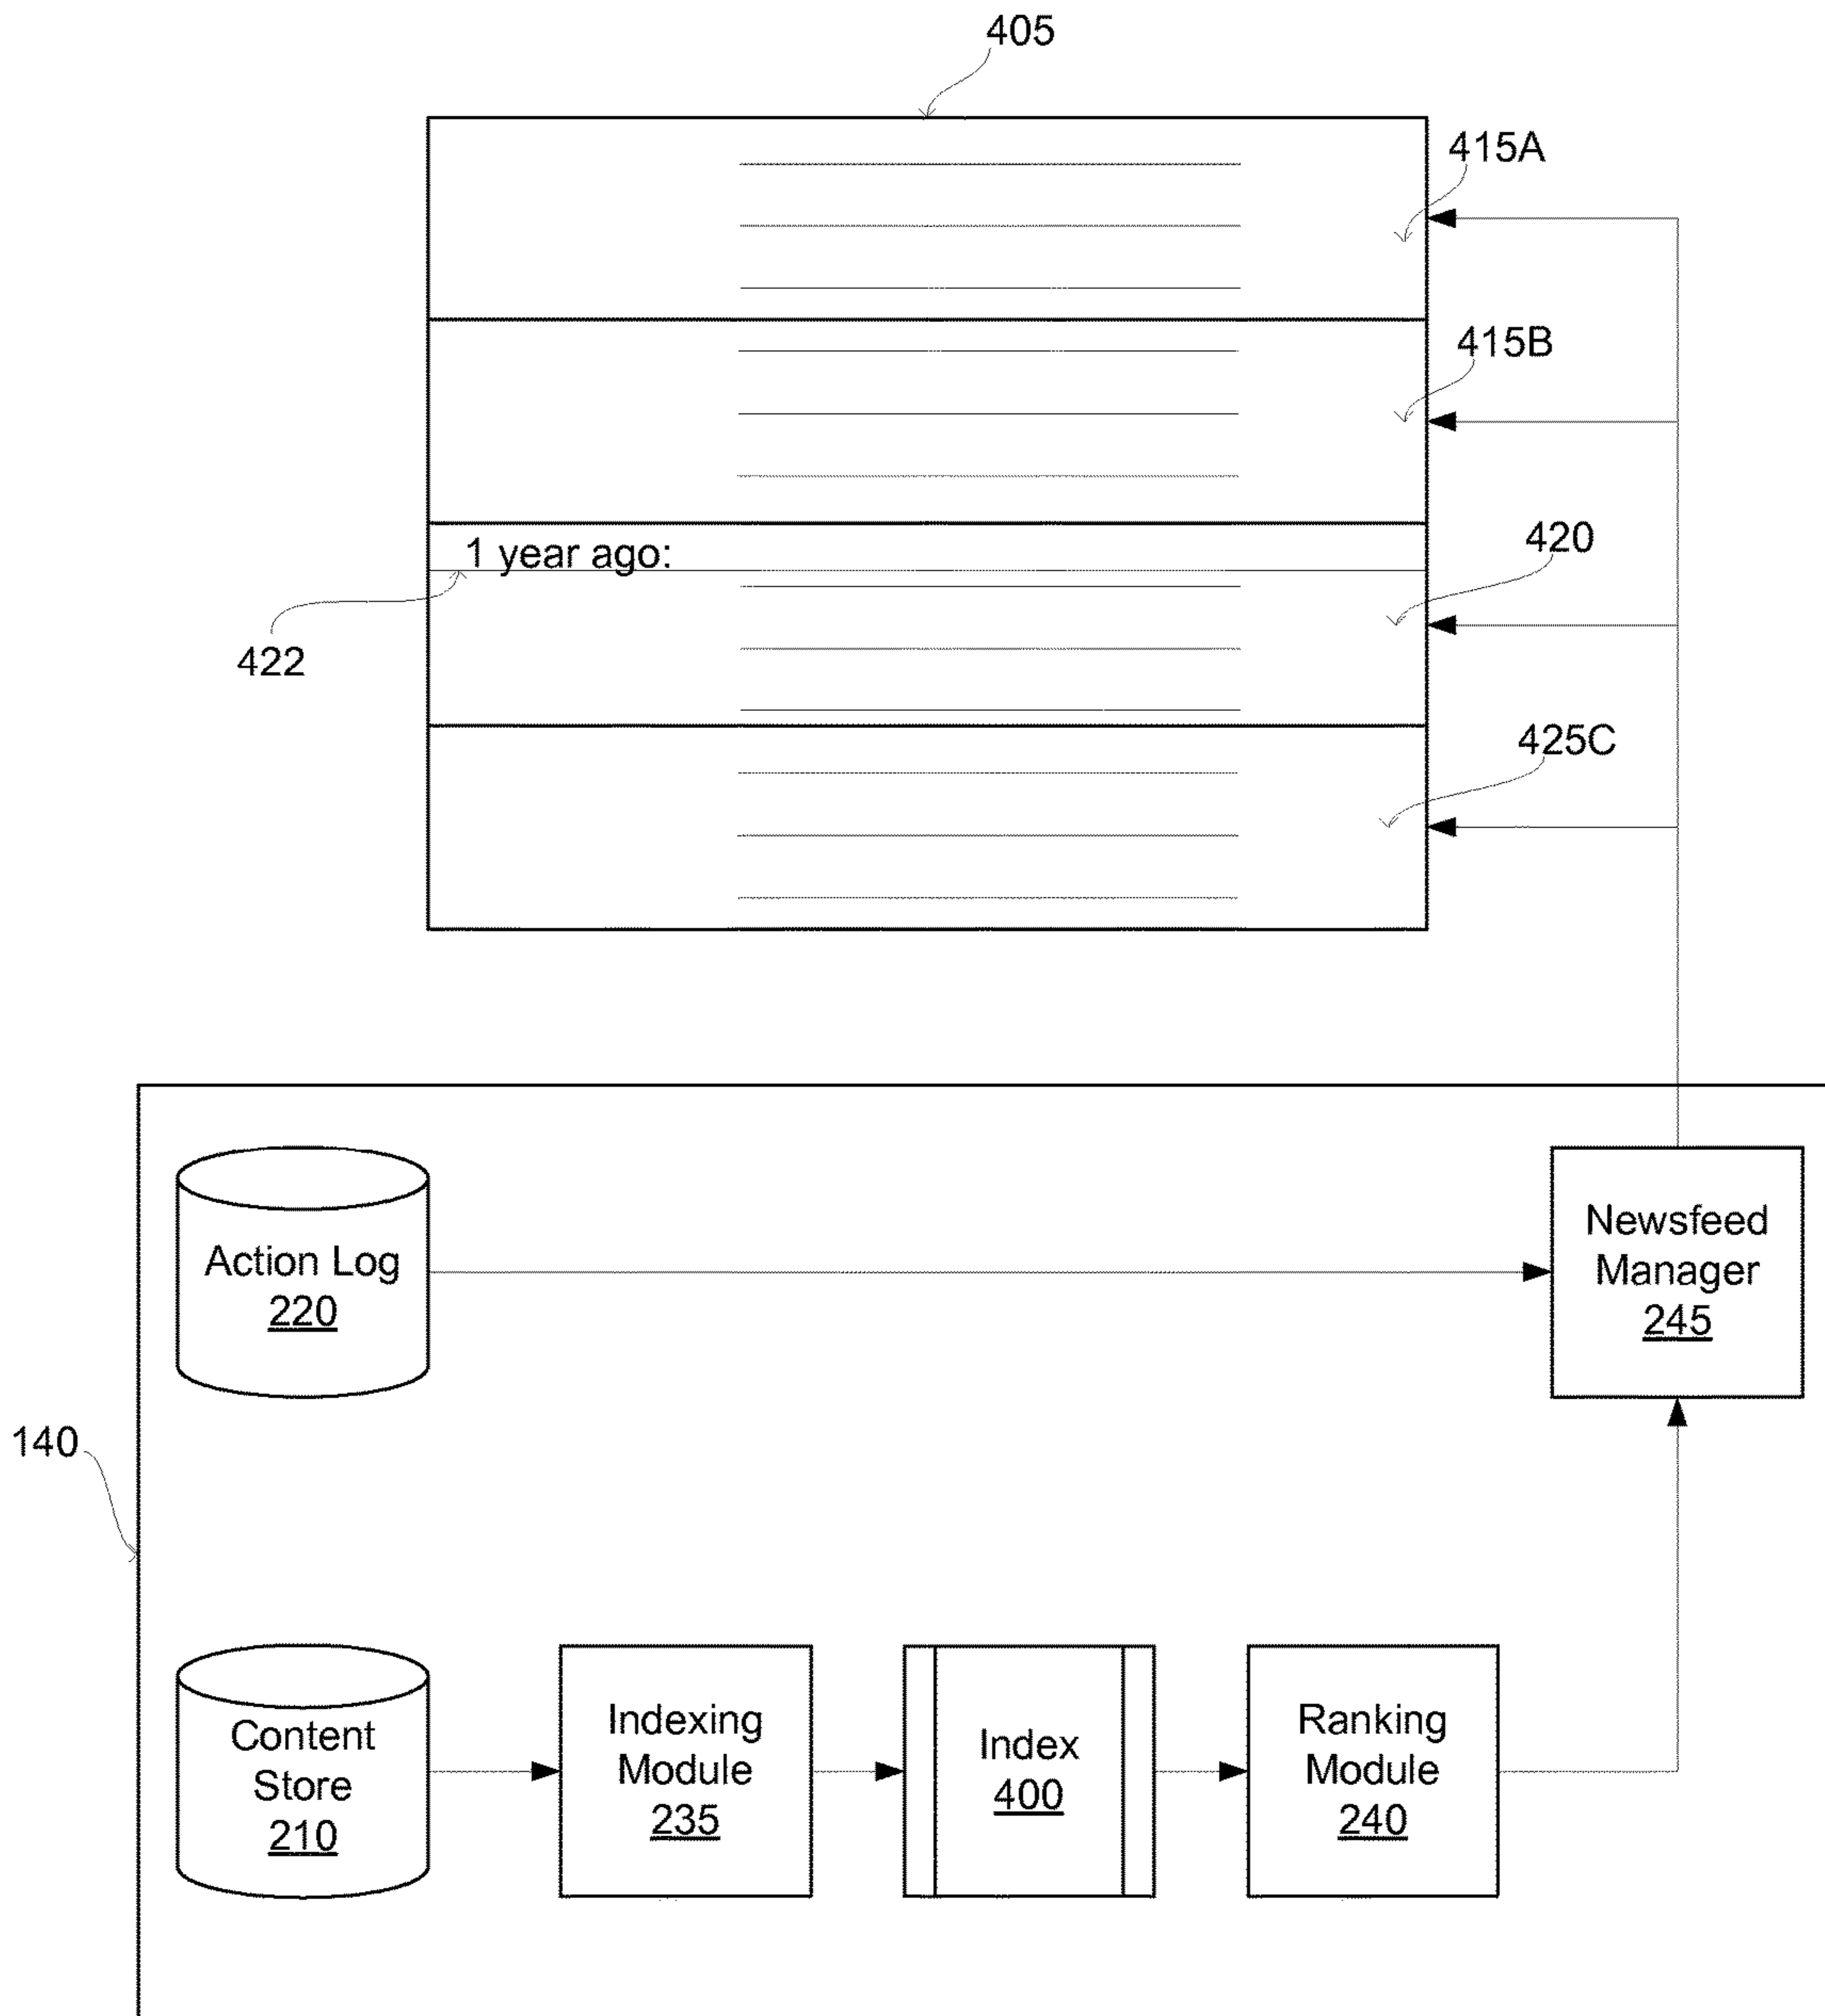 405
415A
415B
1 year ago:
420
422
425C
Action Log
220
Newsfeed
Manager
245
140
Content
Store
210
Indexing
Module
235
Index
400
Ranking
Module
240